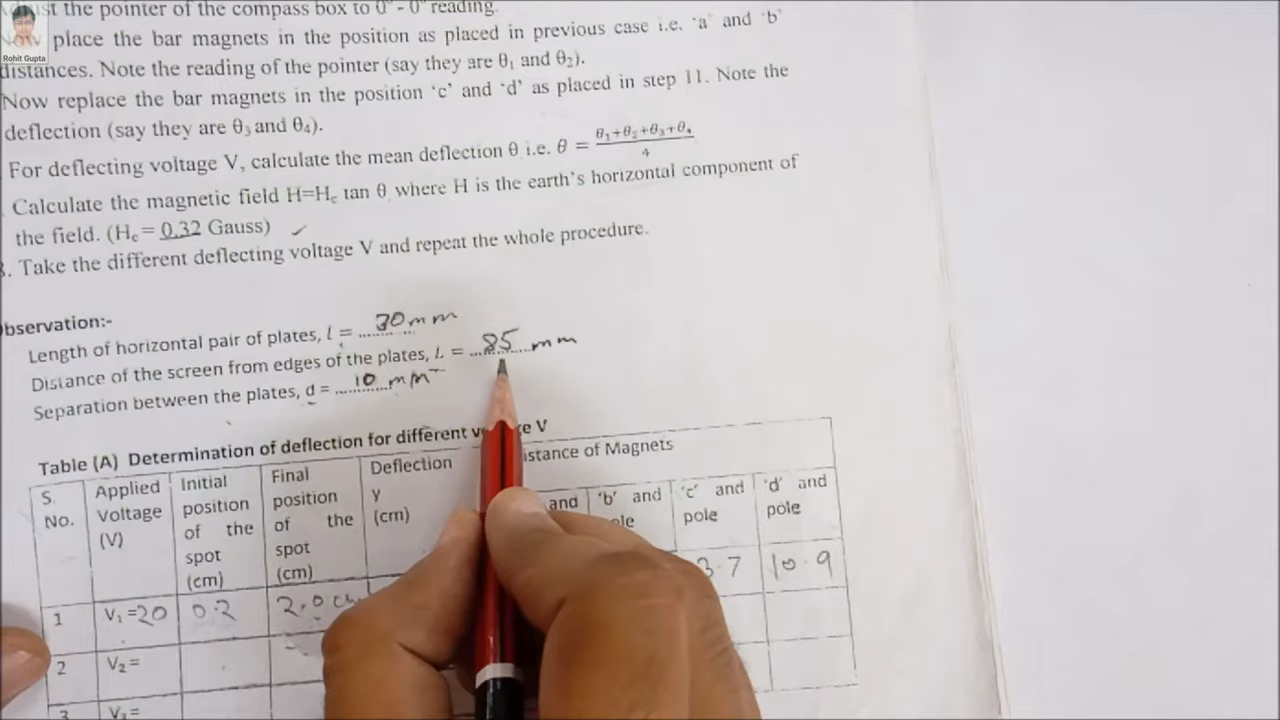 the pointer of the compass box to 0° - 0° reading.
place the bar magnets in the position as placed in previous case i.e. 'a' and 'b'
Rohit Gupta
distances. Note the reading of the pointer (say they are θ₁ and θ₂).
Now replace the bar magnets in the position 'c' and 'd' as placed in step 11. Note the
deflection (say they are θ₃ and θ₄).
For deflecting voltage V, calculate the mean deflection θ i.e. θ = θ₁+θ₂+θ₃+θ₄ / 4
Calculate the magnetic field H=Hₑ tan θ where H is the earth's horizontal component of
the field. (Hₑ = 0.32 Gauss) ✓
. Take the different deflecting voltage V and repeat the whole procedure.
bservation:-
Length of horizontal pair of plates, l = 30 mm
Distance of the screen from edges of the plates, L = 85 mm
Separation between the plates, d = 10 mm
Table (A) Determination of deflection for different V
S. No. Applied Voltage (V) Initial position of the spot (cm) Final position of the spot (cm) Deflection y (cm) istance of Magnets
and 'b' and 'c' and pole 'd' and pole
1 V₁ =20 0.2 2.0 cm 3.7 10.9
2 V₂ =
3 V₃ =